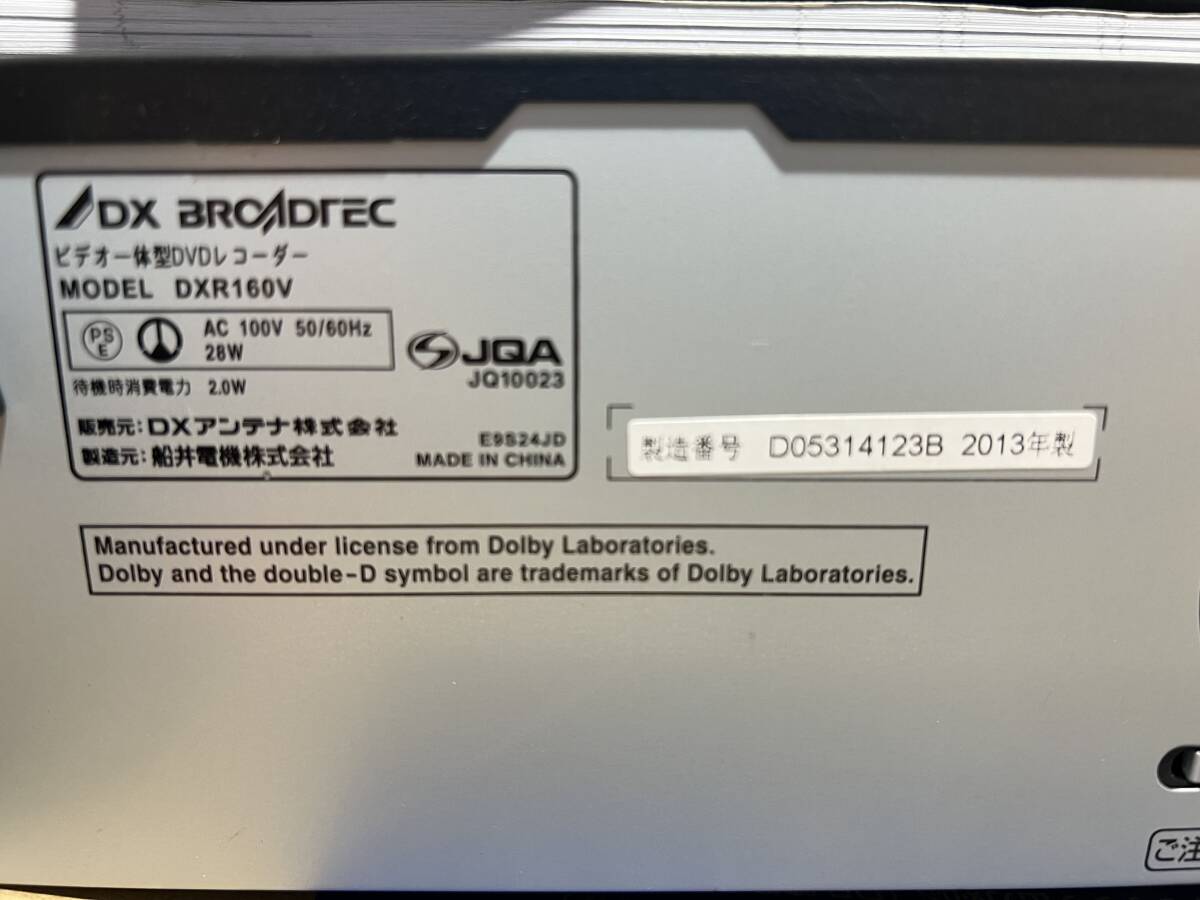 DX BROADTEC
ビデオ一体型DVDレコーダー
MODEL DXR160V
PS
E
AC 100V 50/60Hz
28W
JQA
JQ10023
待機時消費電力 2.0W
販売元:DXアンテナ株式会社
製造元:船井電機株式会社
E9S24JD
MADE IN CHINA
製造番号 D05314123B 2013年製
Manufactured under license from Dolby Laboratories.
Dolby and the double-D symbol are trademarks of Dolby Laboratories.
ご注